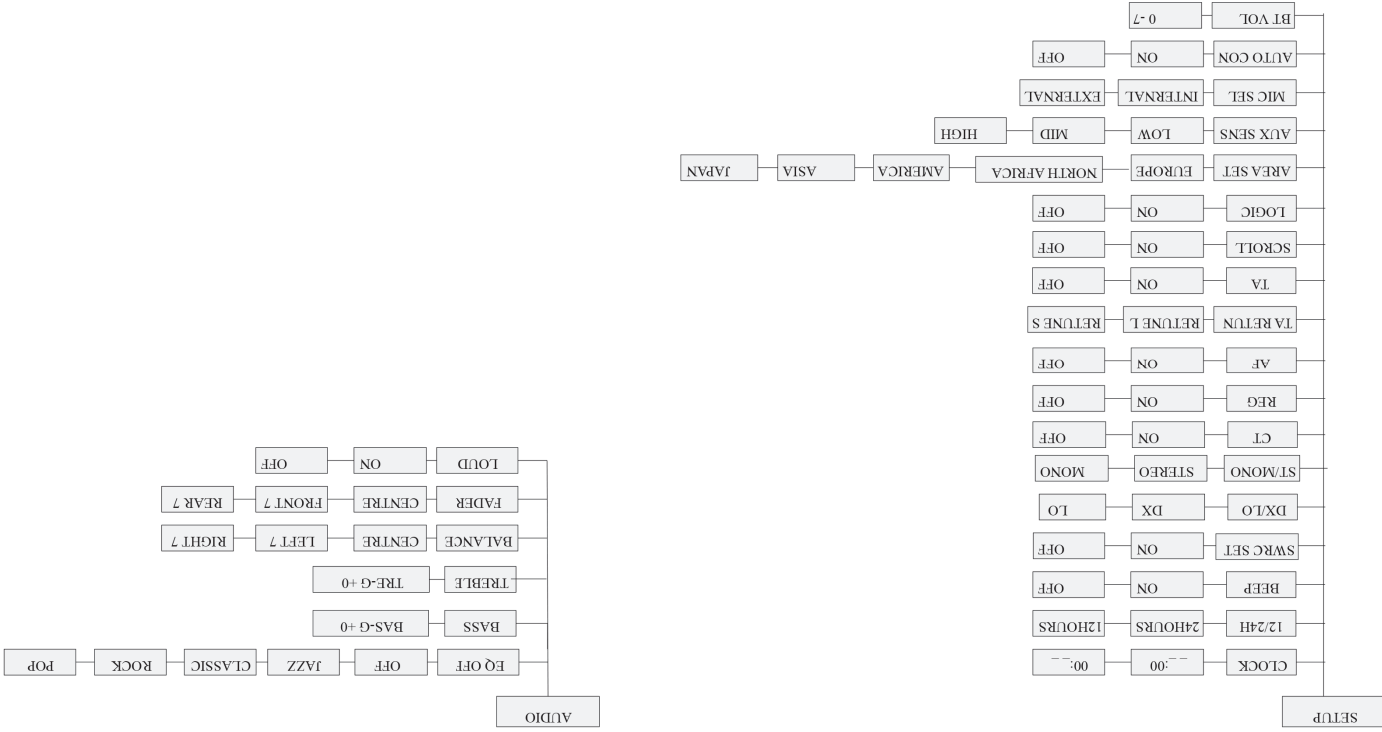 SETUP
CLOCK _ _:00 00:_ _
12/24H 24HOURS 12HOURS
BEEP ON OFF
SWRC SET ON OFF
DX/LO DX LO
ST/MONO STEREO MONO
CT ON OFF
REG ON OFF
AF ON OFF
TA RETUN RETUNE L RETUNE S
TA ON OFF
SCROLL ON OFF
LOGIC ON OFF
AREA SET EUROPE NORTH AFRICA AMERICA ASIA JAPAN
AUX SENS LOW MID HIGH
MIC SEL INTERNAL EXTERNAL
AUTO CON ON OFF
BT VOL 0 -7
AUDIO
EQ OFF OFF JAZZ CLASSIC ROCK POP
BASS BAS-G +0
TREBLE TRE-G +0
BALANCE CENTRE LEFT 7 RIGHT 7
FADER CENTRE FRONT 7 REAR 7
LOUD ON OFF